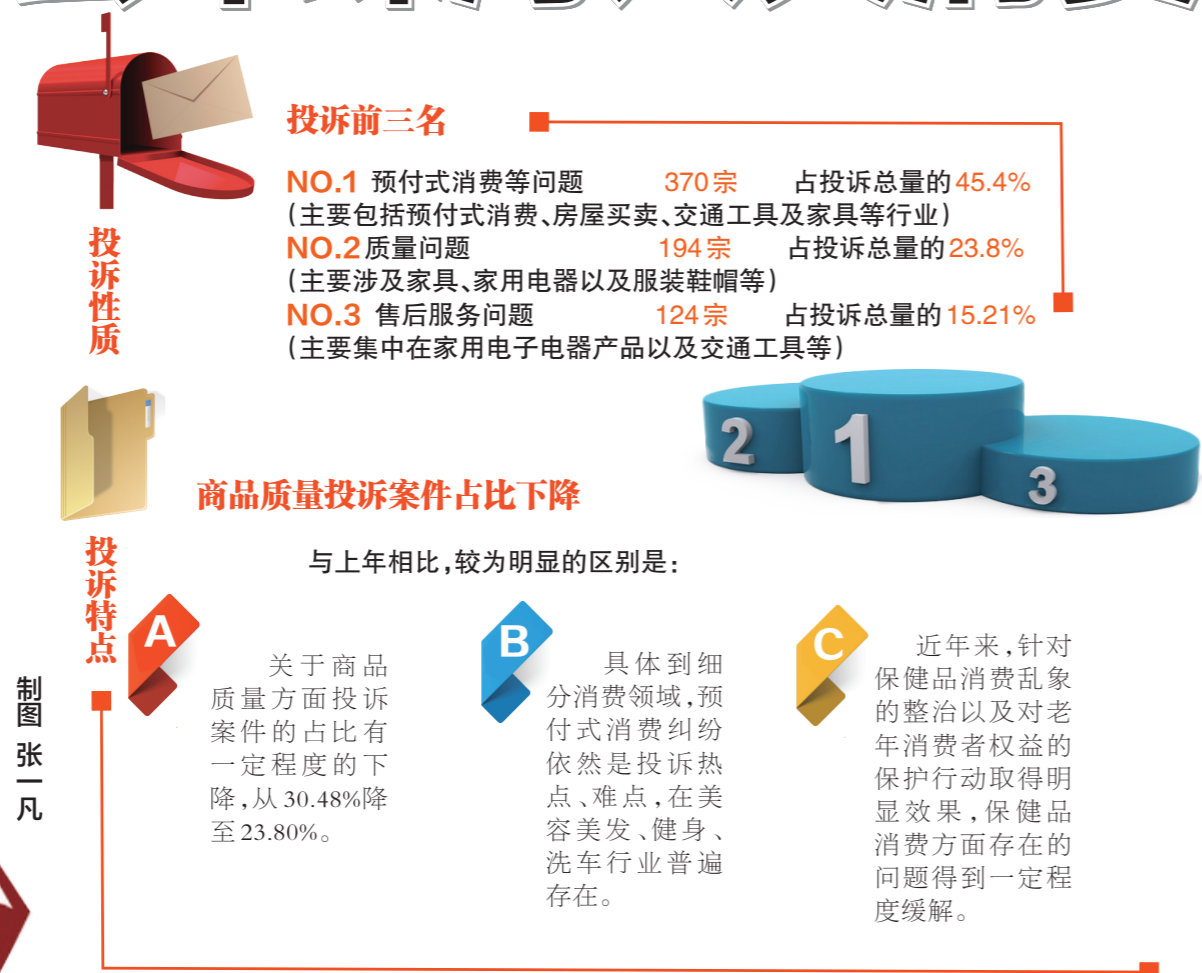 投诉性质
投诉前三名
NO.1 预付式消费等问题 370宗 占投诉总量的45.4%
(主要包括预付式消费、房屋买卖、交通工具及家具等行业)
NO.2 质量问题 194宗 占投诉总量的23.8%
(主要涉及家具、家用电器以及服装鞋帽等)
NO.3 售后服务问题 124宗 占投诉总量的15.21%
(主要集中在家用电子电器产品以及交通工具等)
2
1
3
投诉特点
商品质量投诉案件占比下降
与上年相比,较为明显的区别是:
A
关于商品
质量方面投诉
案件的占比有
一定程度的下
降,从30.48%降
至23.80%。
B
具体到细
分消费领域,预
付式消费纠纷
依然是投诉热
点、难点,在美
容美发、健身、
洗车行业普遍
存在。
C
近年来,针对
保健品消费乱象
的整治以及对老
年消费者权益的
保护行动取得明
显效果,保健品
消费方面存在的
问题得到一定程
度缓解。
制图 张一凡